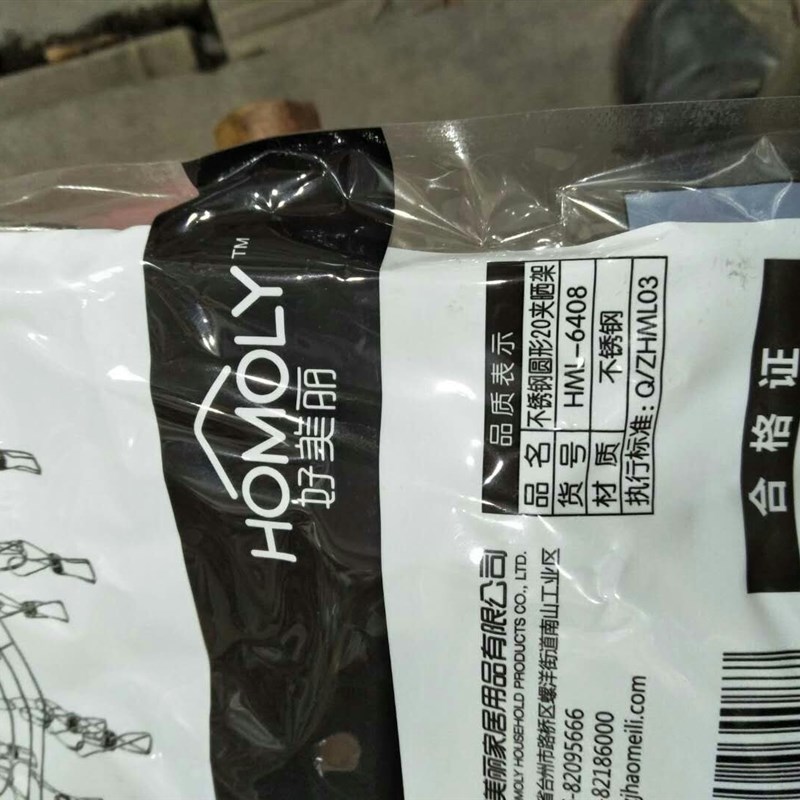 HOMOLY™
好美丽
品质表示
品名 不锈钢圆形20夹晒架
货号 HML-6408
材质 不锈钢
执行标准：Q/ZHML03
合格证
美丽家居用品有限公司
MOLY HOUSEHOLD PRODUCTS CO., LTD.
省台州市路桥区螺洋街道南山工业区
-82095666
82186000
jhaomeili.com